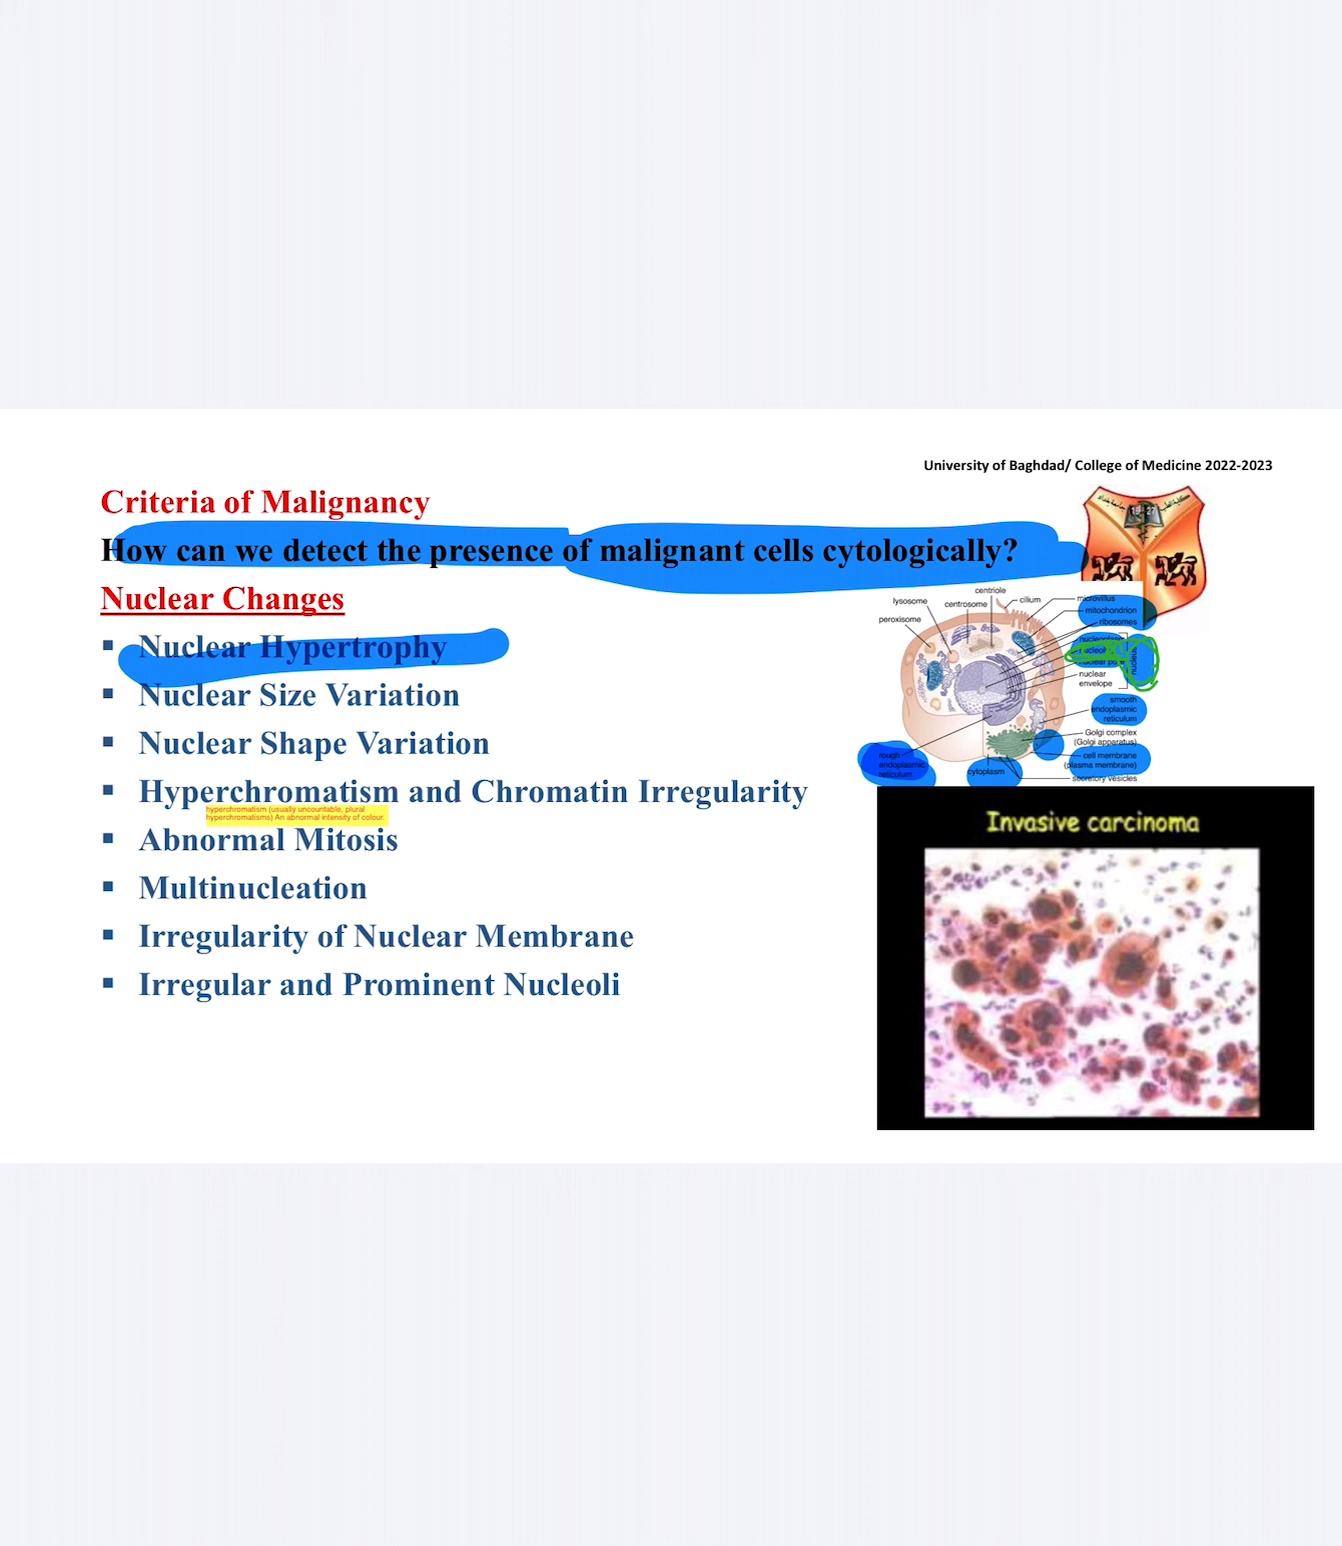 University of Baghdad/ College of Medicine 2022-2023
Criteria of Malignancy
How can we detect the presence of malignant cells cytologically?
Nuclear Changes
▪ Nuclear Hypertrophy
▪ Nuclear Size Variation
▪ Nuclear Shape Variation
▪ Hyperchromatism and Chromatin Irregularity
hyperchromatism (usually uncountable, plural
hyperchromatisms) An abnormal intensity of colour.
▪ Abnormal Mitosis
▪ Multinucleation
▪ Irregularity of Nuclear Membrane
▪ Irregular and Prominent Nucleoli
centriole
lysosome
centrosome
cilium
peroxisome
microvillus
mitochondrion
ribosomes
nucleus
nuclear
envelope
smooth
endoplasmic
reticulum
Golgi complex
(Golgi apparatus)
cell membrane
(plasma membrane)
secretory vesicles
cytoplasm
rough
endoplasmic
reticulum
Invasive carcinoma